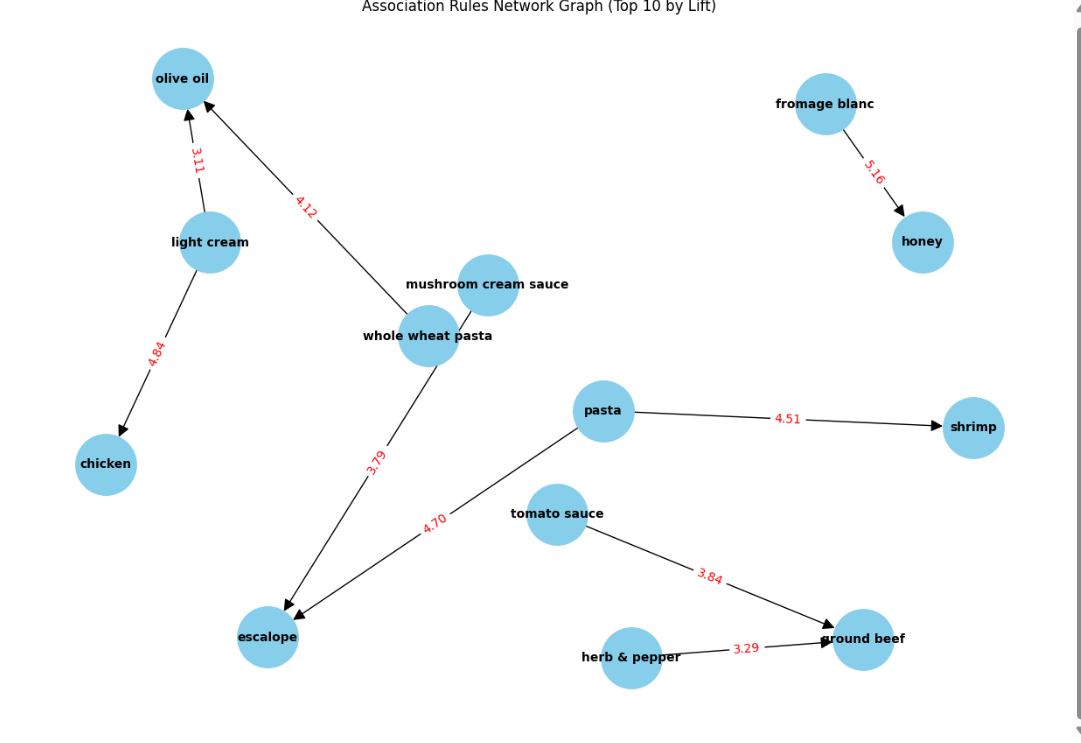 Association Rules Network Graph (Top 10 by Lift)
olive oil
fromage blanc
3.11
5.16
4.12
light cream
honey
mushroom cream sauce
whole wheat pasta
4.84
pasta
4.51
shrimp
chicken
3.79
4.70
tomato sauce
3.84
escalope
ground beef
herb & pepper
3.29